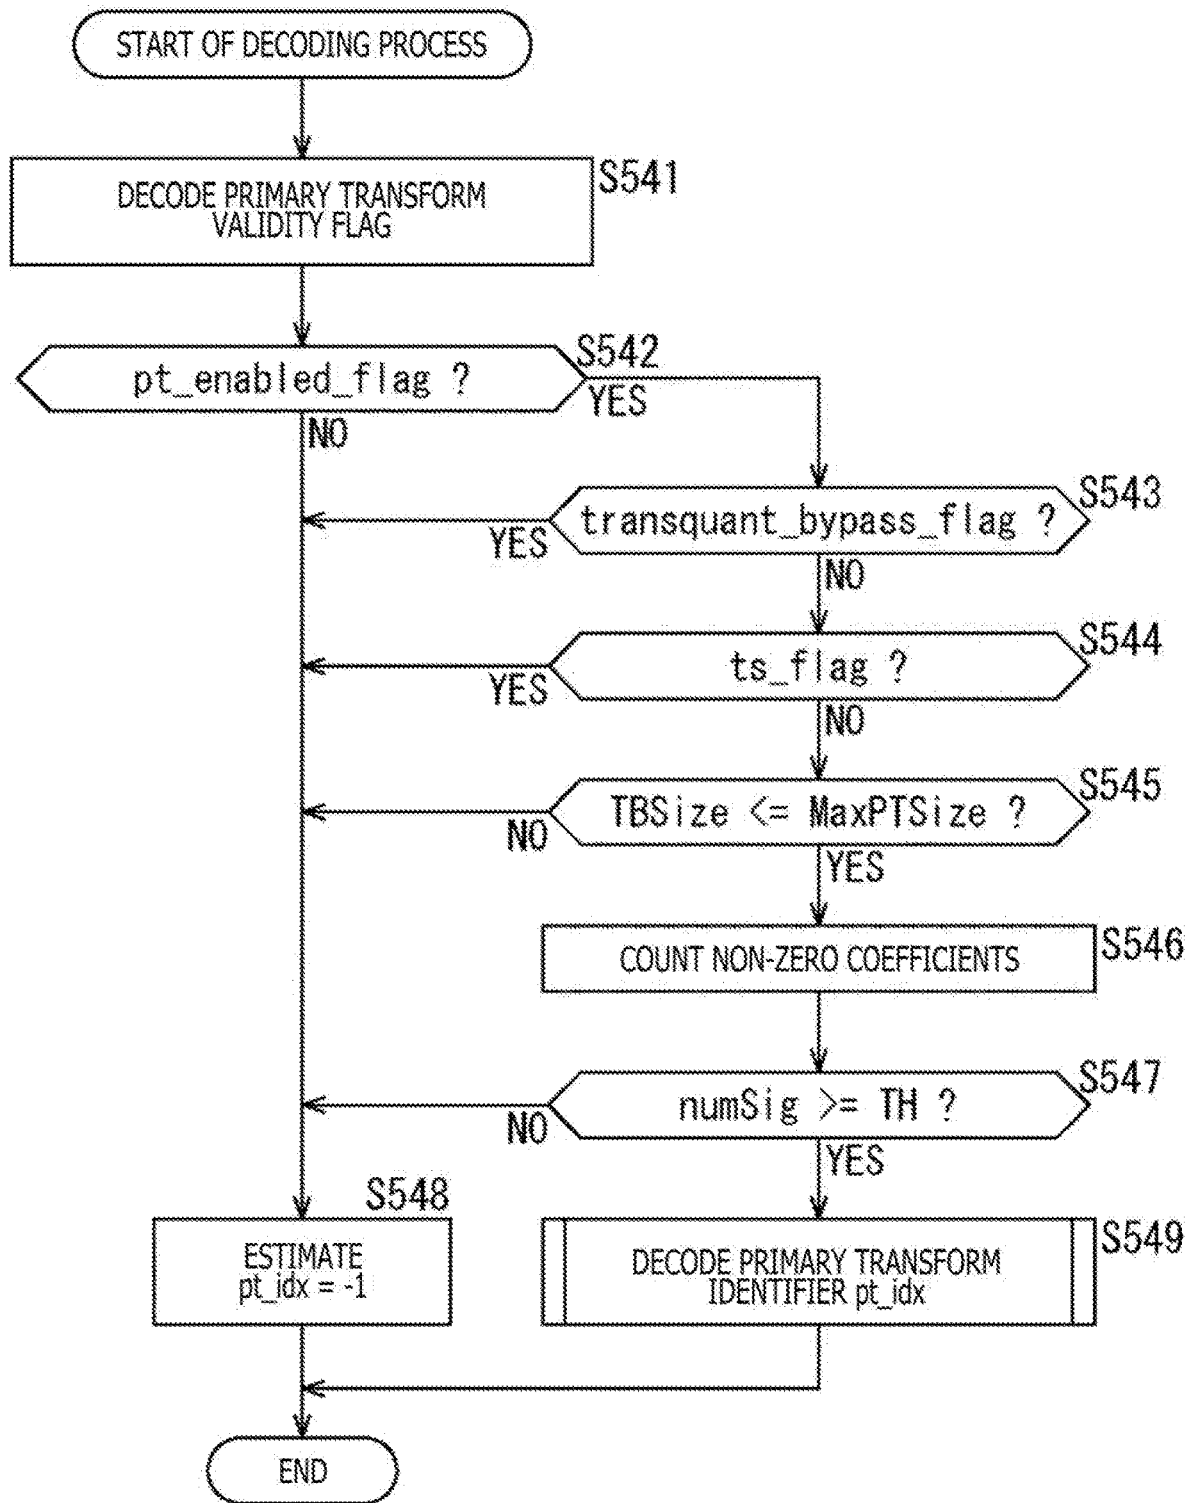 START OF DECODING PROCESS
DECODE PRIMARY TRANSFORM
VALIDITY FLAG
S541
pt_enabled_flag ?
S542
YES
NO
transquant_bypass_flag ?
S543
YES
NO
ts_flag ?
S544
YES
NO
TBSize <= MaxPTSize ?
S545
NO
YES
COUNT NON-ZERO COEFFICIENTS
S546
numSig >= TH ?
S547
NO
YES
S548
ESTIMATE
pt_idx = -1
DECODE PRIMARY TRANSFORM
IDENTIFIER pt_idx
S549
END